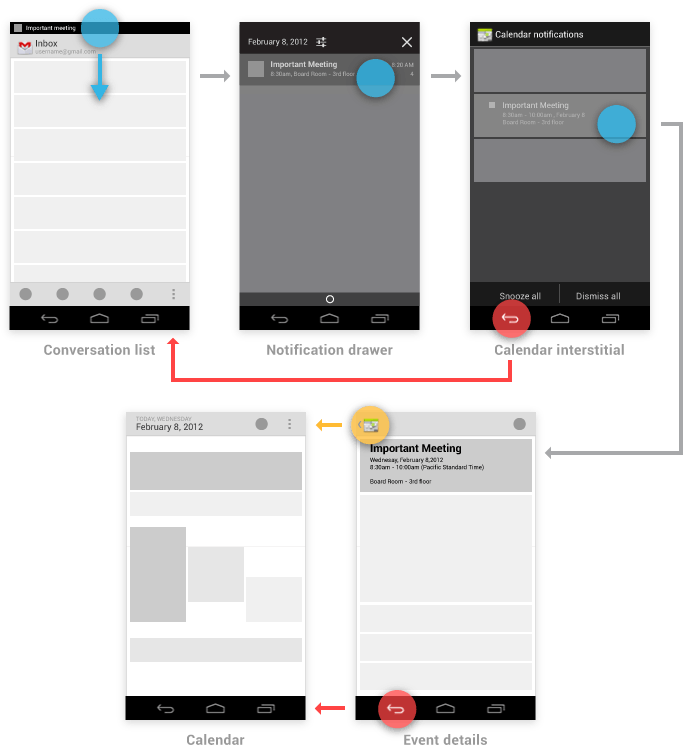 Important meeting
Inbox
username@gmail.com
Conversation list
February 8, 2012
Important Meeting
8:20 AM
8:30am, Board Room - 3rd floor
4
Notification drawer
Calendar notifications
Important Meeting
8:30am - 10:00am, February 8
Board Room - 3rd floor
Snooze all
Dismiss all
Calendar interstitial
TODAY, WEDNESDAY
February 8, 2012
Calendar
Important Meeting
Wednesay, February 8,2012
8:30am - 10:00am (Pacific Standard Time)
Board Room - 3rd floor
Event details